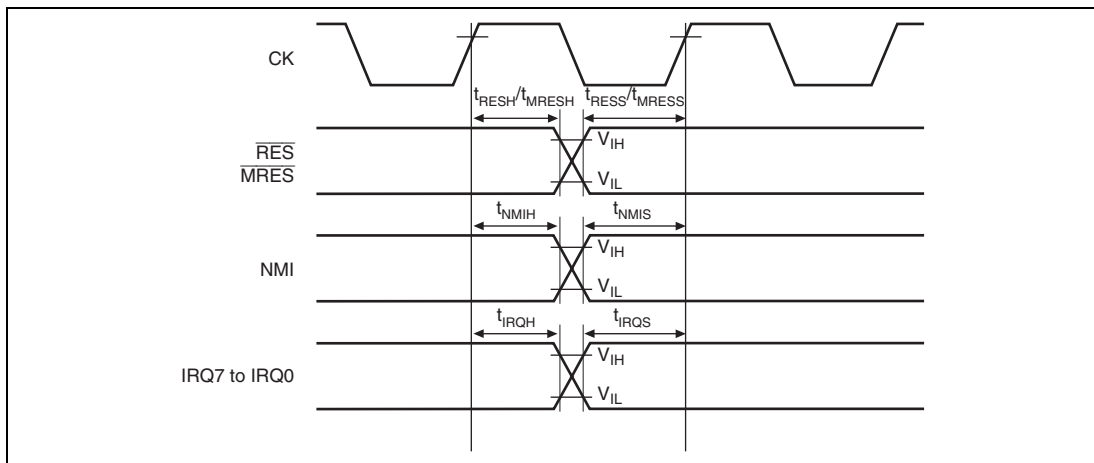 CK
tRESH/tMRESH tRESS/tMRESS
RES
MRES
VIH
VIL
tNMIH tNMIS
NMI
VIH
VIL
tIRQH tIRQS
IRQ7 to IRQ0
VIH
VIL